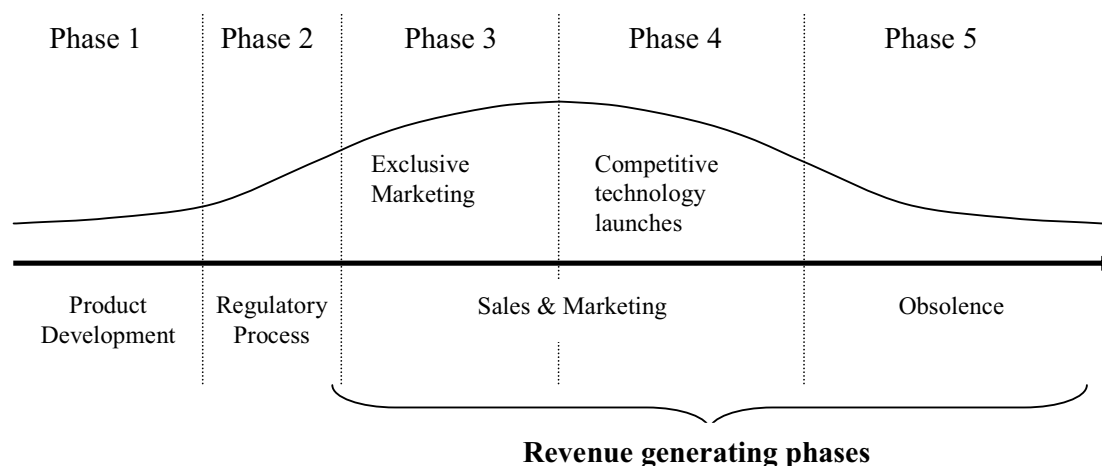 Phase 1
Phase 2
Phase 3
Phase 4
Phase 5
Exclusive
Marketing
Competitive
technology
launches
Product
Development
Regulatory
Process
Sales & Marketing
Obsolence
Revenue generating phases